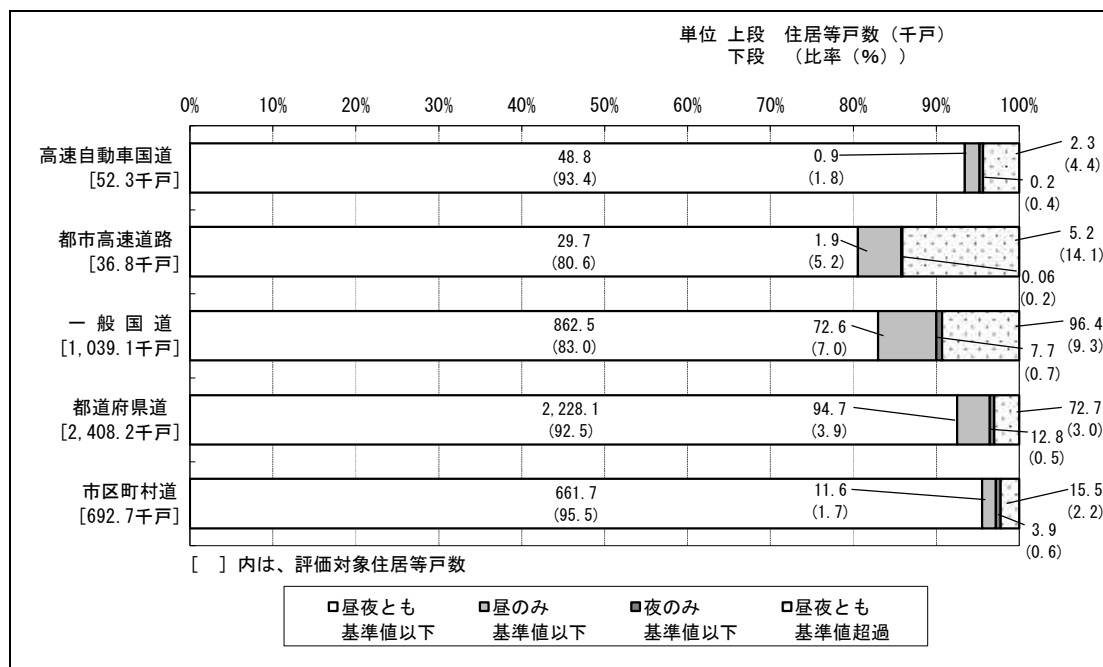 単位 上段 住居等戸数（千戸）
下段 （比率（％））
0% 10% 20% 30% 40% 50% 60% 70% 80% 90% 100%
高速自動車国道
[52.3千戸]
48.8
(93.4)
0.9
(1.8)
2.3
(4.4)
0.2
(0.4)
都市高速道路
[36.8千戸]
29.7
(80.6)
1.9
(5.2)
5.2
(14.1)
0.06
(0.2)
一 般 国 道
[1,039.1千戸]
862.5
(83.0)
72.6
(7.0)
96.4
(9.3)
7.7
(0.7)
都道府県道
[2,408.2千戸]
2,228.1
(92.5)
94.7
(3.9)
72.7
(3.0)
12.8
(0.5)
市区町村道
[692.7千戸]
661.7
(95.5)
11.6
(1.7)
15.5
(2.2)
3.9
(0.6)
[ ]内は、評価対象住居等戸数
昼夜とも
基準値以下
昼のみ
基準値以下
夜のみ
基準値以下
昼夜とも
基準値超過